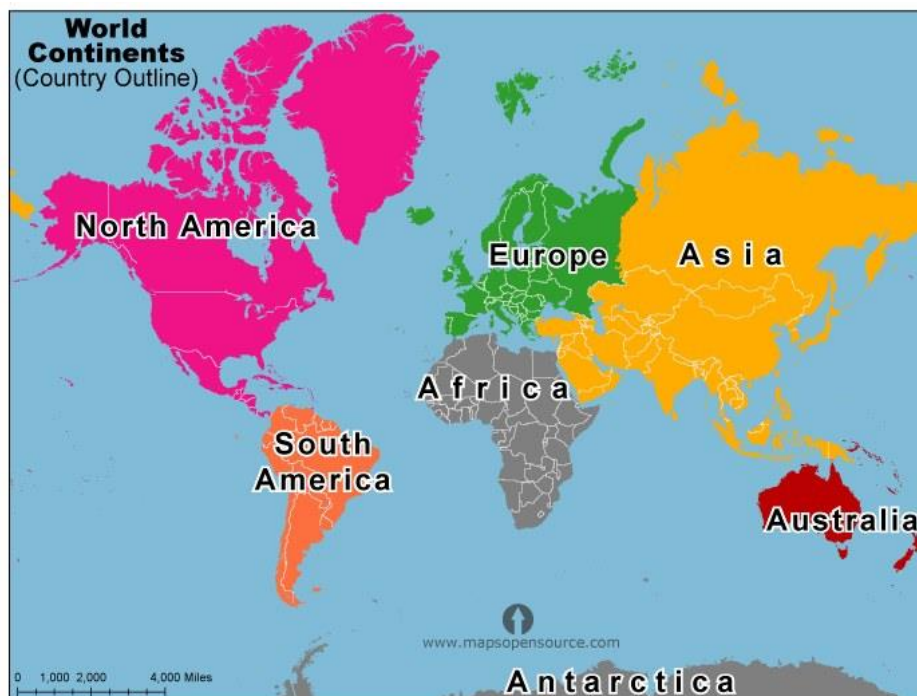 World
Continents
(Country Outline)
North America
Europe
Asia
Africa
South
America
Australia
www.mapsopensource.com
0 1,000 2,000 4,000 Miles
Antarctica